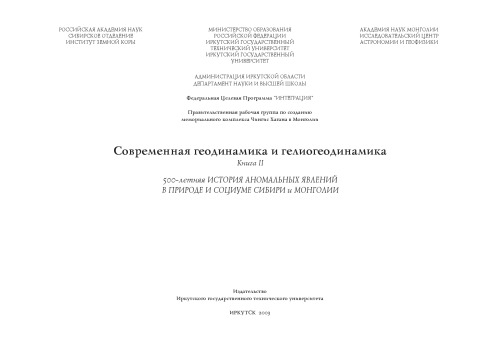 РОССИЙСКАЯ АКАДЕМИЯ НАУК
СИБИРСКОЕ ОТДЕЛЕНИЕ
ИНСТИТУТ ЗЕМНОЙ КОРЫ
МИНИСТЕРСТВО ОБРАЗОВАНИЯ
РОССИЙСКОЙ ФЕДЕРАЦИИ
ИРКУТСКИЙ ГОСУДАРСТВЕННЫЙ
ТЕХНИЧЕСКИЙ УНИВЕРСИТЕТ
ИРКУТСКИЙ ГОСУДАРСТВЕННЫЙ
УНИВЕРСИТЕТ
АКАДЕМИЯ НАУК МОНГОЛИИ
ИССЛЕДОВАТЕЛЬСКИЙ ЦЕНТР
АСТРОНОМИИ И ГЕОФИЗИКИ
АДМИНИСТРАЦИЯ ИРКУТСКОЙ ОБЛАСТИ
ДЕПАРТАМЕНТ НАУКИ И ВЫСШЕЙ ШКОЛЫ
Федеральная Целевая Программа "ИНТЕГРАЦИЯ"
Правительственная рабочая группа по созданию
мемориального комплекса Чингис Хагана в Монголии
Современная геодинамика и гелиогеодинамика
Книга II
500-летняя ИСТОРИЯ АНОМАЛЬНЫХ ЯВЛЕНИЙ
В ПРИРОДЕ И СОЦИУМЕ СИБИРИ и МОНГОЛИИ
Издательство
Иркутского государственного технического университета
ИРКУТСК 2003